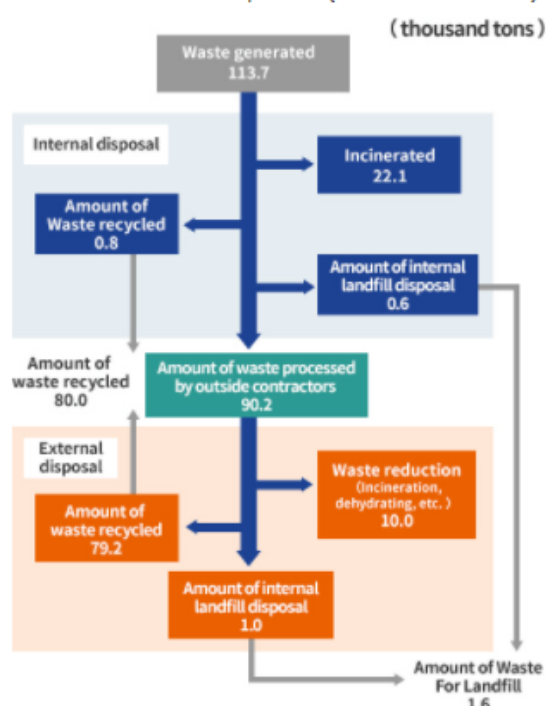 (thousand tons)
Waste generated
113.7
Internal disposal
Incinerated
22.1
Amount of
Waste recycled
0.8
Amount of internal
landfill disposal
0.6
Amount of
waste recycled
80.0
Amount of waste processed
by outside contractors
90.2
External
disposal
Waste reduction
(Incineration,
dehydrating, etc. )
10.0
Amount of
waste recycled
79.2
Amount of internal
landfill disposal
1.0
Amount of Waste
For Landfill
1.6